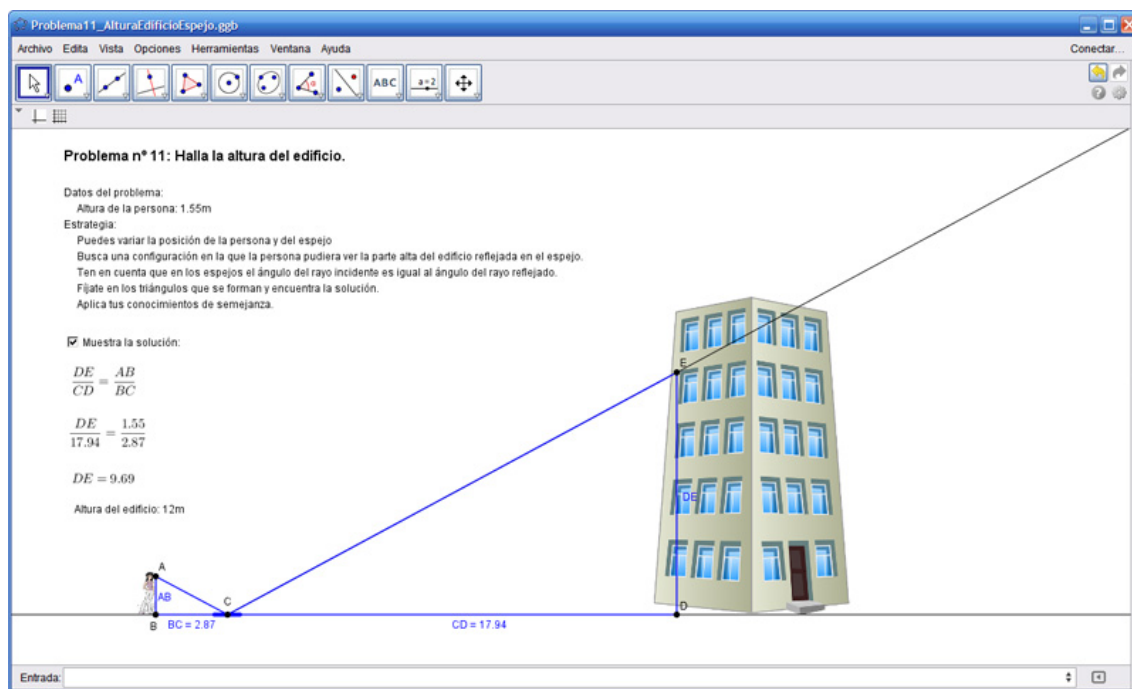 Problema11_AlturaEdificioEspejo.ggb
Archivo Edita Vista Opciones Herramientas Ventana Ayuda Conectar...
A ABC a=2
Problema nº 11: Halla la altura del edificio.
Datos del problema:
Altura de la persona: 1.55m
Estrategia:
Puedes variar la posición de la persona y del espejo
Busca una configuración en la que la persona pudiera ver la parte alta del edificio reflejada en el espejo.
Ten en cuenta que en los espejos el ángulo del rayo incidente es igual al ángulo del rayo reflejado.
Fíjate en los triángulos que se forman y encuentra la solución.
Aplica tus conocimientos de semejanza.
Muestra la solución:
DE/CD = AB/BC
DE/17.94 = 1.55/2.87
DE = 9.69
Altura del edificio: 12m
E
DE
A
AB
C
D
B
BC = 2.87
CD = 17.94
Entrada: